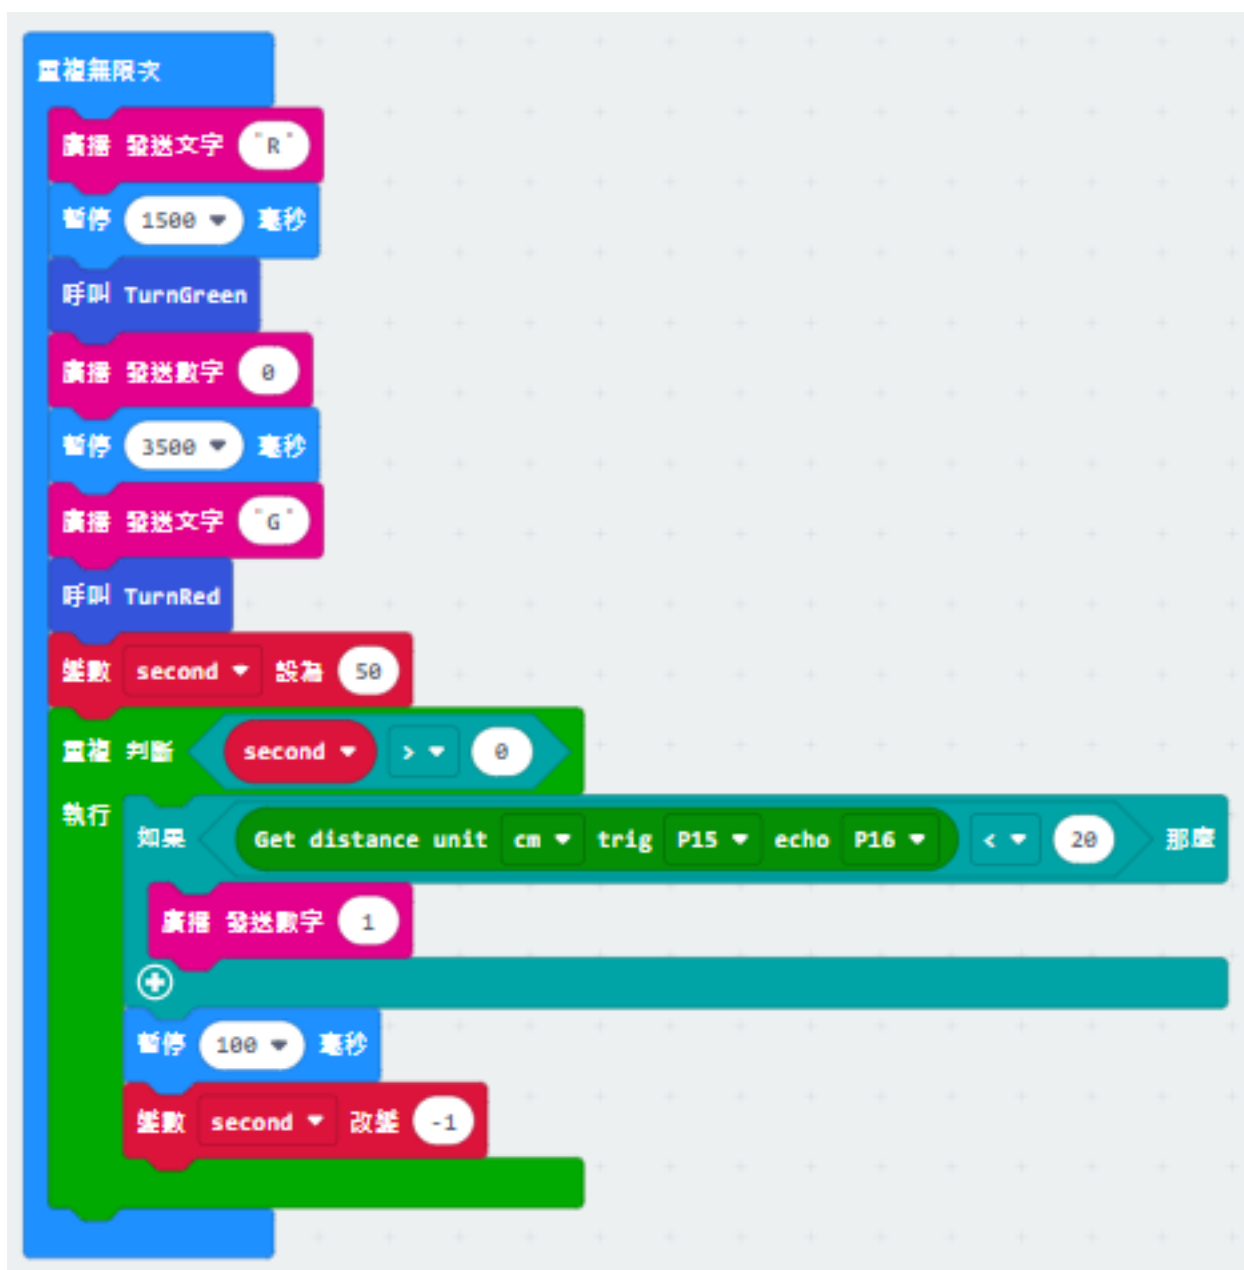 重複無限次
廣播 發送文字 "R"
暫停 1500 毫秒
呼叫 TurnGreen
廣播 發送數字 0
暫停 3500 毫秒
廣播 發送文字 "G"
呼叫 TurnRed
變數 second 設為 50
重複 判斷 second > 0
執行
如果 Get distance unit cm trig P15 echo P16 < 20 那麼
廣播 發送數字 1
暫停 100 毫秒
變數 second 改變 -1